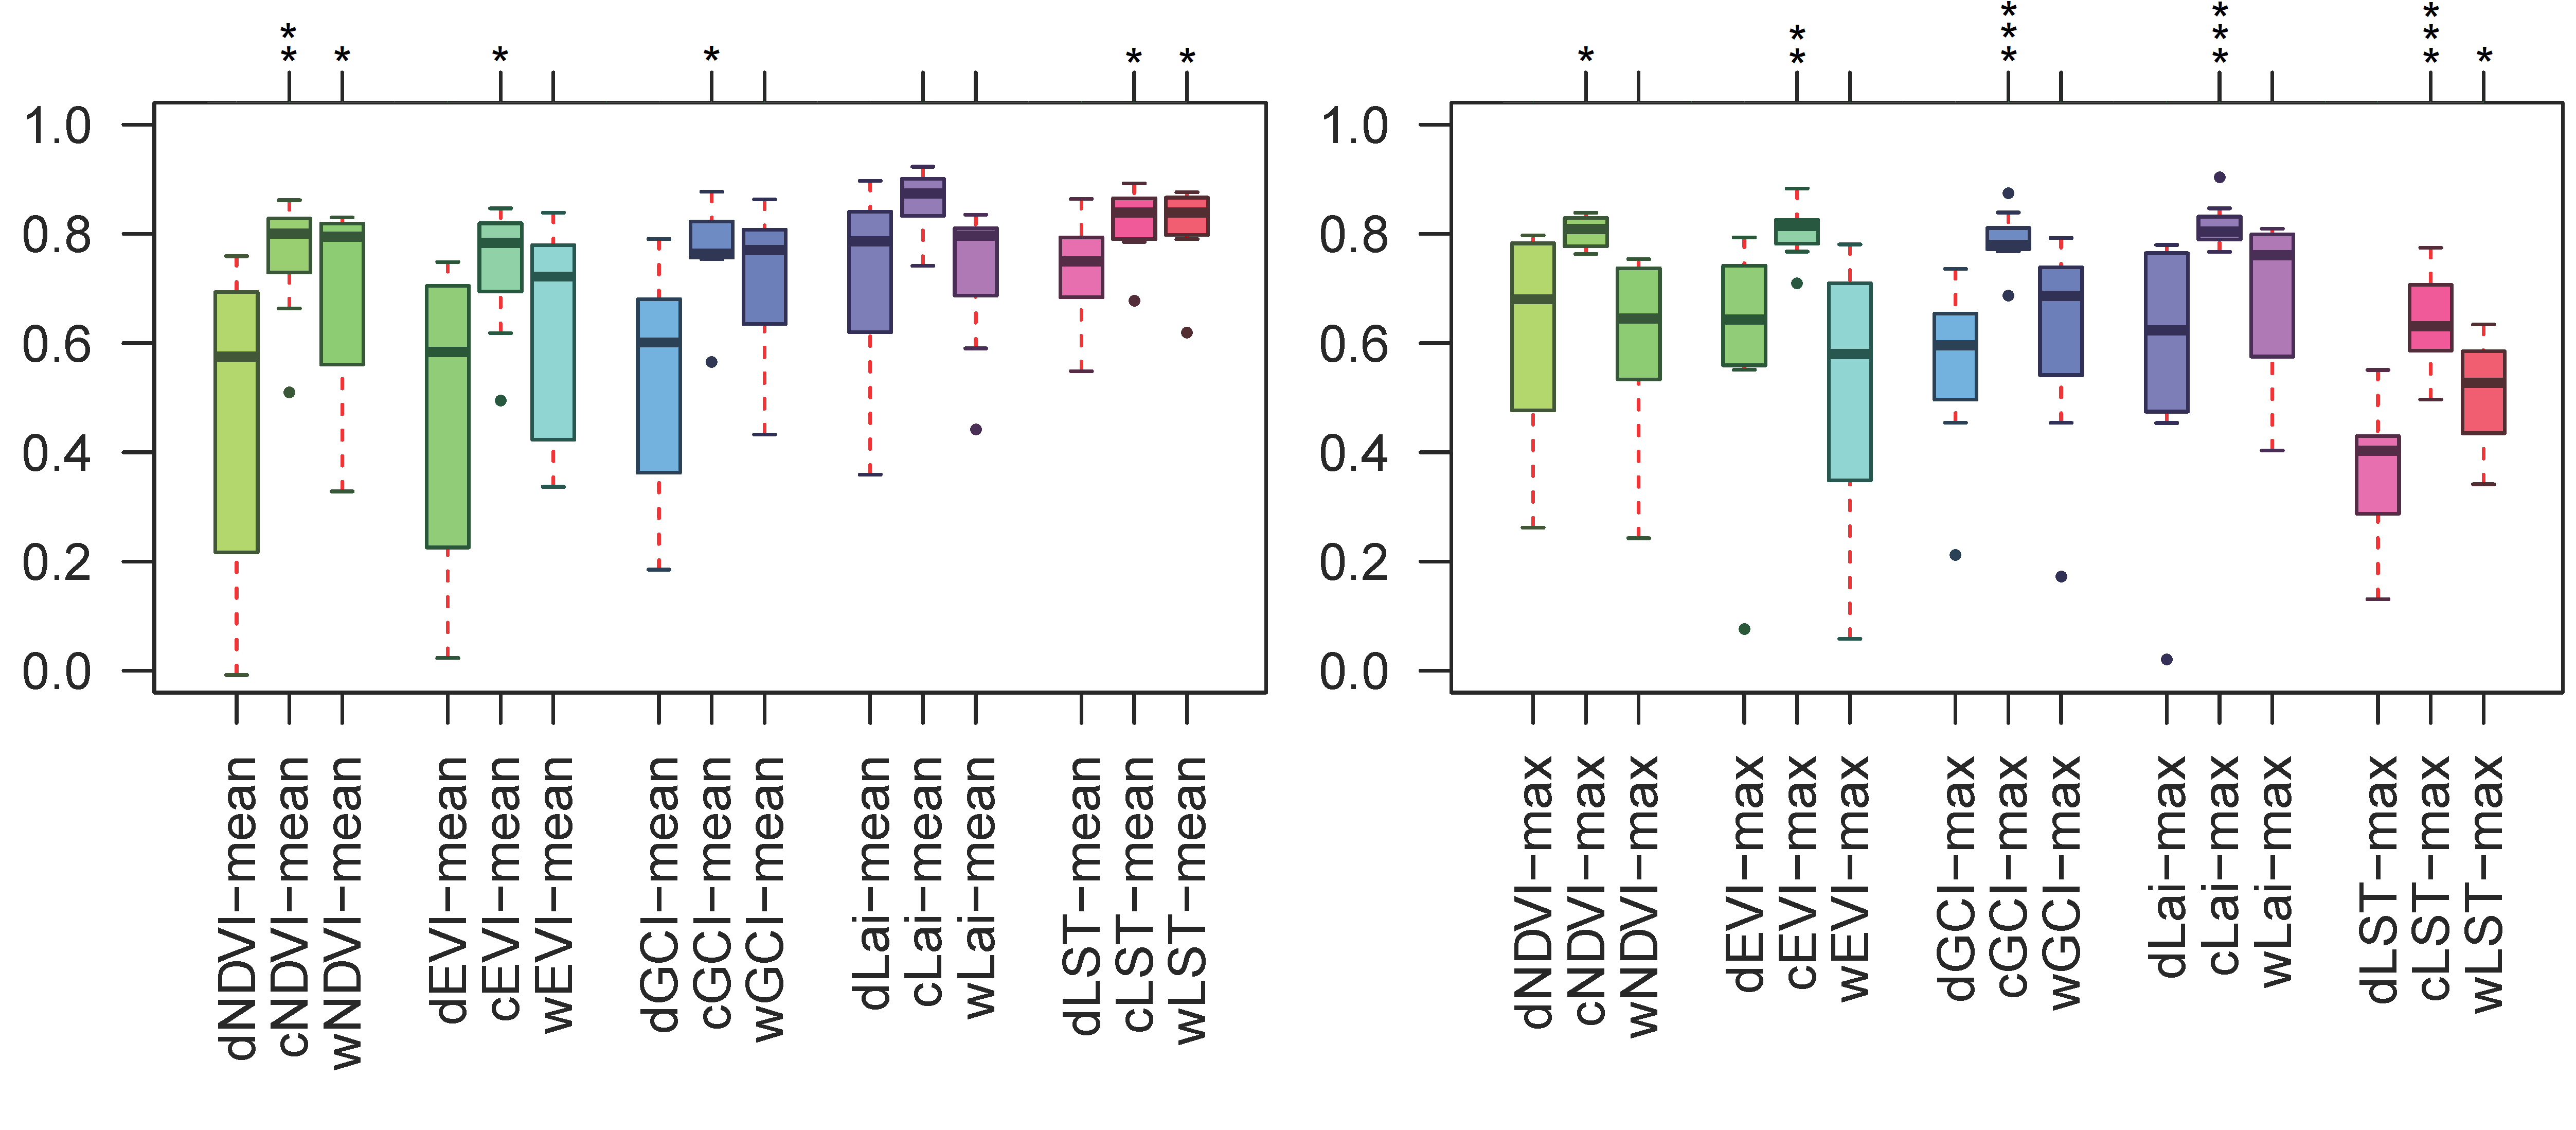 ** * * * * * * ** *** *** *** *
1.0
0.8
0.6
0.4
0.2
0.0
dNDVI-mean
cNDVI-mean
wNDVI-mean
dEVI-mean
cEVI-mean
wEVI-mean
dGCI-mean
cGCI-mean
wGCI-mean
dLai-mean
cLai-mean
wLai-mean
dLST-mean
cLST-mean
wLST-mean
1.0
0.8
0.6
0.4
0.2
0.0
dNDVI-max
cNDVI-max
wNDVI-max
dEVI-max
cEVI-max
wEVI-max
dGCI-max
cGCI-max
wGCI-max
dLai-max
cLai-max
wLai-max
dLST-max
cLST-max
wLST-max